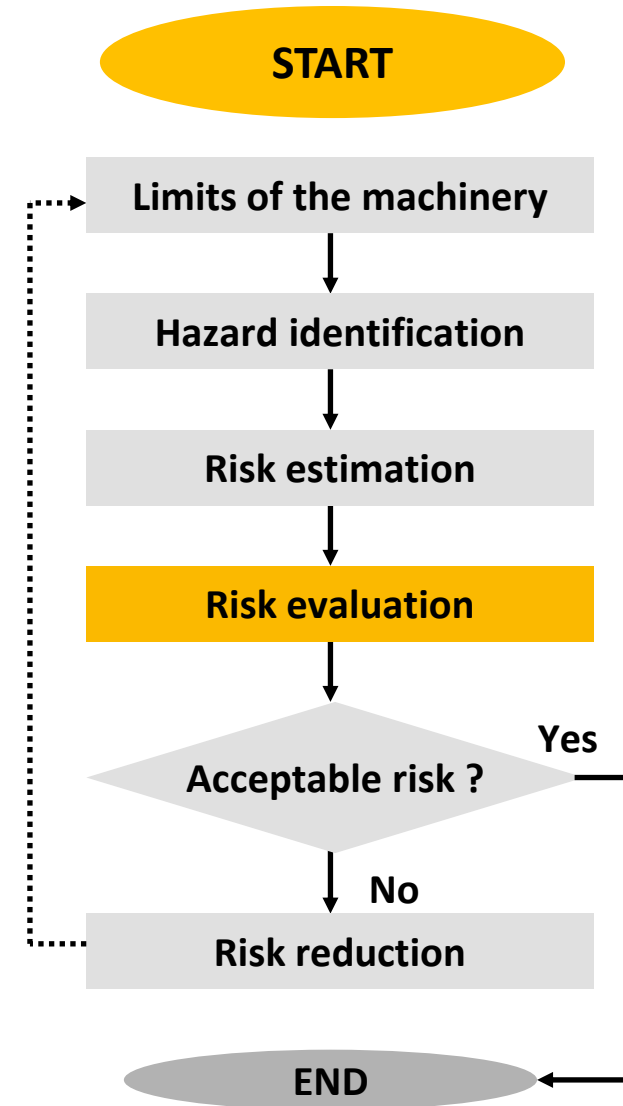 START
Limits of the machinery
Hazard identification
Risk estimation
Risk evaluation
Yes
Acceptable risk ?
No
Risk reduction
END